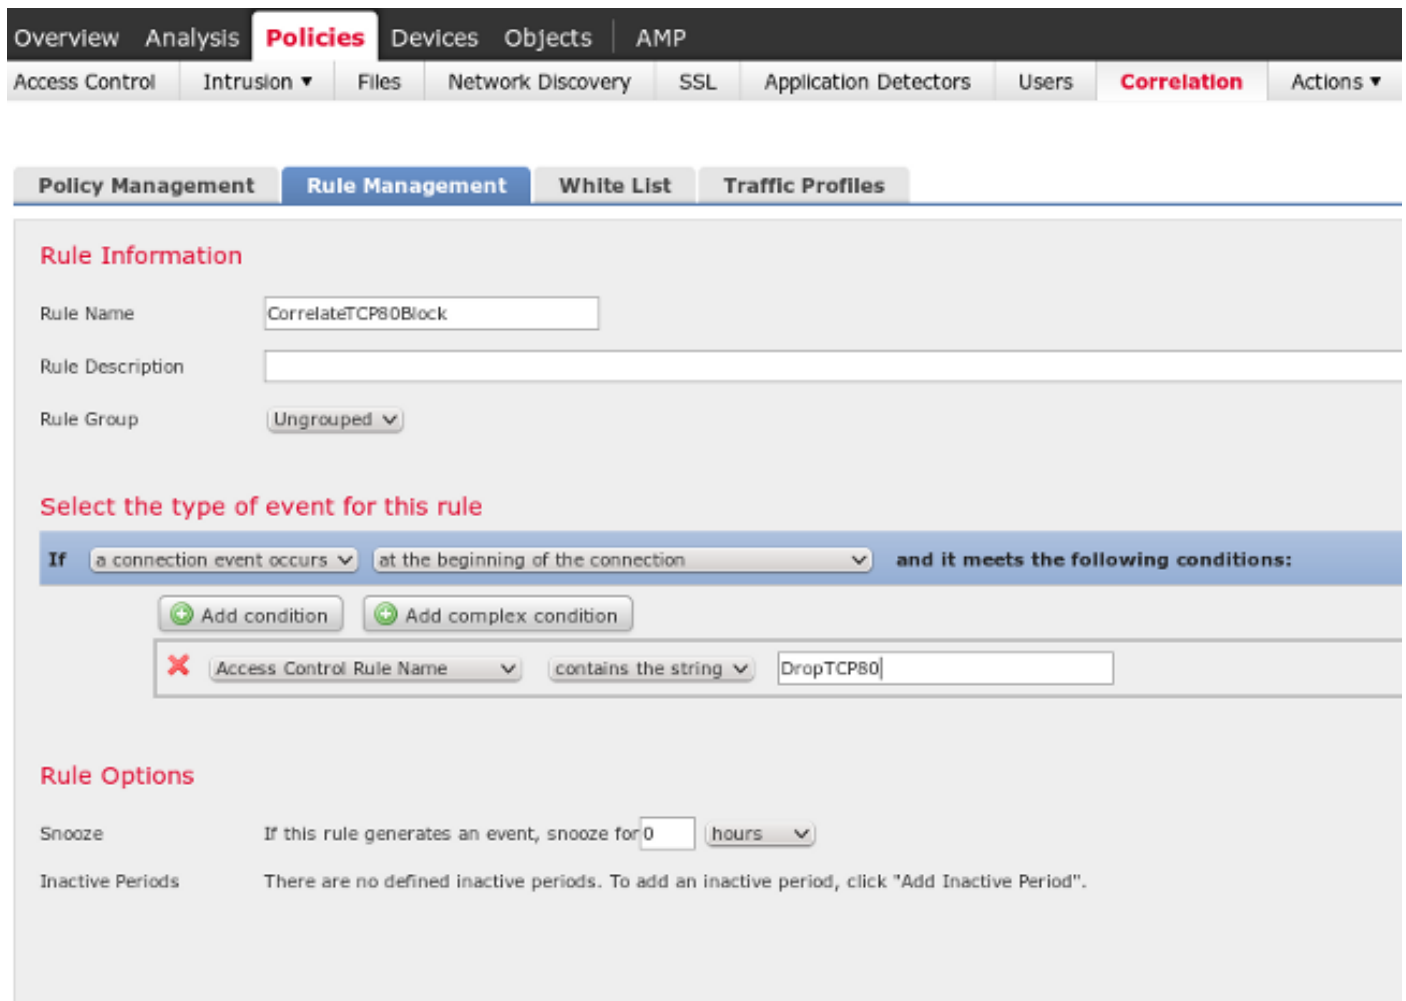 Overview Analysis Policies Devices Objects AMP
Access Control Intrusion ▼ Files Network Discovery SSL Application Detectors Users Correlation Actions ▼
Policy Management Rule Management White List Traffic Profiles
Rule Information
Rule Name CorrelateTCP80Block
Rule Description
Rule Group Ungrouped
Select the type of event for this rule
If a connection event occurs at the beginning of the connection and it meets the following conditions:
Add condition Add complex condition
Access Control Rule Name contains the string DropTCP80
Rule Options
Snooze If this rule generates an event, snooze for 0 hours
Inactive Periods There are no defined inactive periods. To add an inactive period, click "Add Inactive Period".